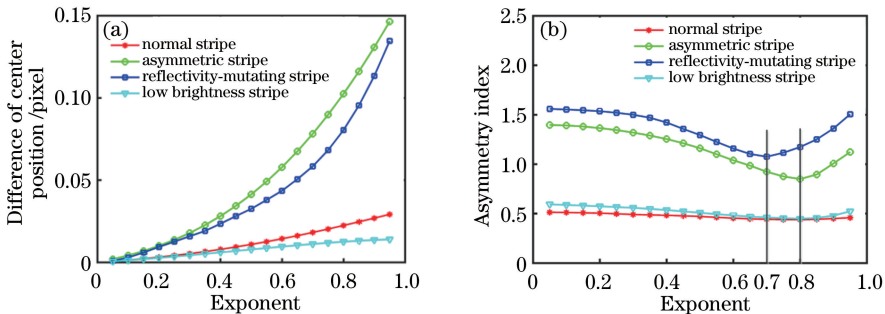 (a)
normal stripe
asymmetric stripe
reflectivity-mutating stripe
low brightness stripe
Difference of center
position /pixel
0.15
0.10
0.05
0
0
0.2
0.4
0.6
0.8
1.0
Exponent
(b)
normal stripe
asymmetric stripe
reflectivity-mutating stripe
low brightness stripe
Asymmetry index
2.5
2.0
1.5
1.0
0.5
0
0
0.2
0.4
0.6
0.7
0.8
1.0
Exponent